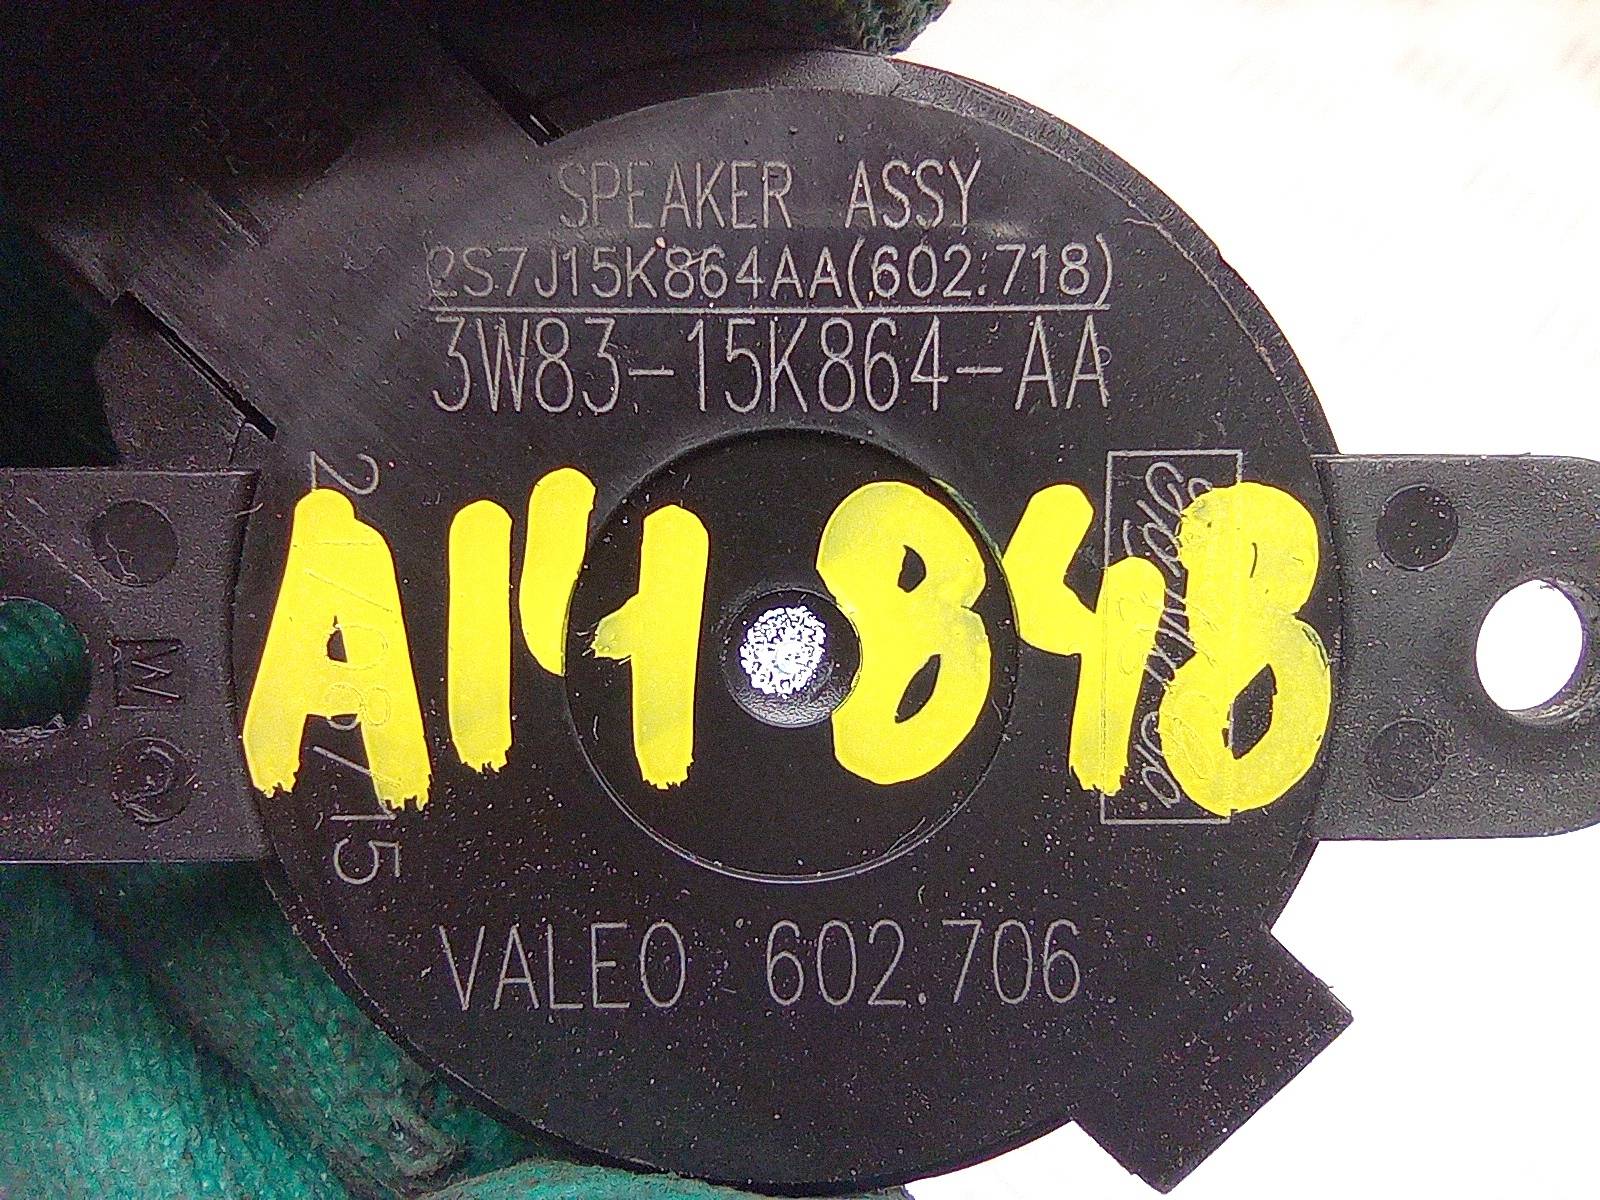 SPEAKER ASSY
2S7J15K864AA(602.718)
3W83-15K864-AA
A14 848
VALEO 602.706